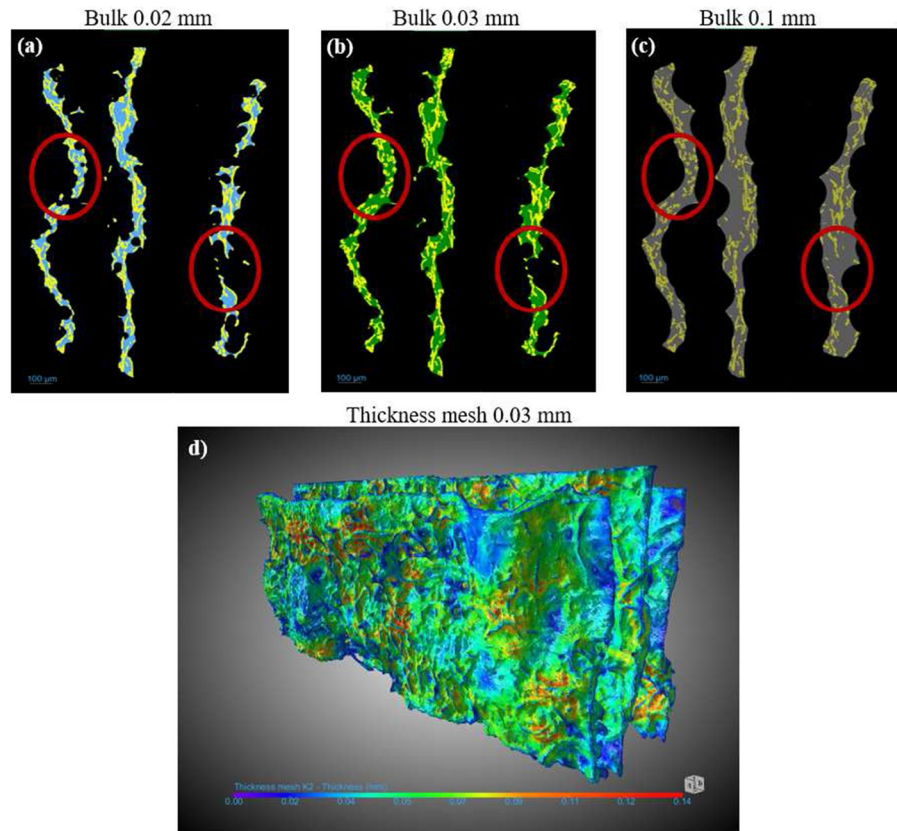 Bulk 0.02 mm
Bulk 0.03 mm
Bulk 0.1 mm
(a)
(b)
(c)
100 µm
100 µm
100 µm
Thickness mesh 0.03 mm
d)
Thickness mesh K2 - Thickness (mm)
0.00 0.02 0.03 0.05 0.07 0.08 0.11 0.12 0.14